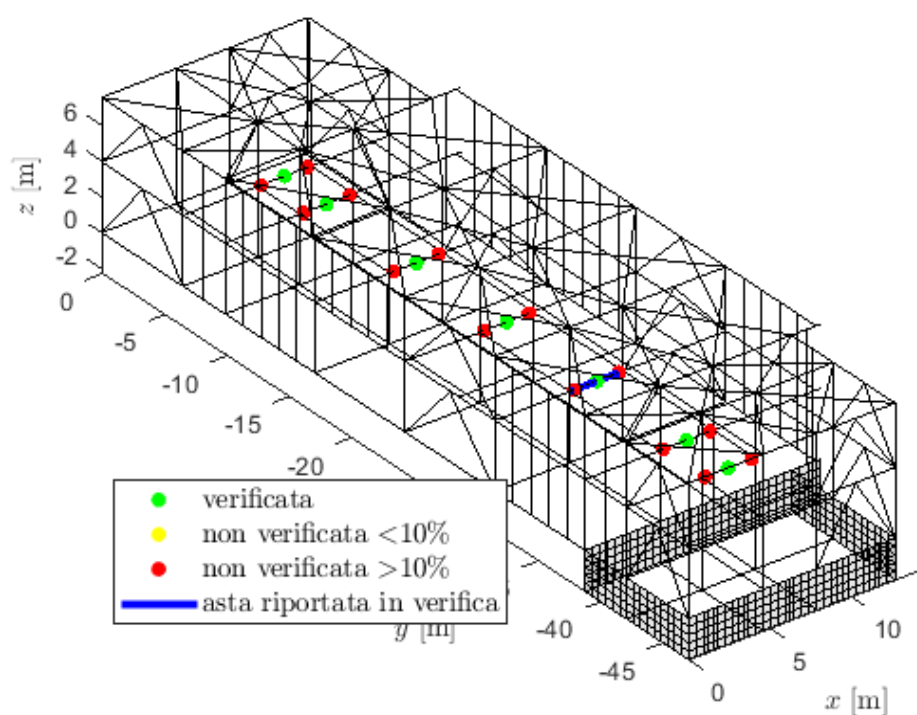 6
4
2
0
-2
z [m]
0
-5
-10
-15
-20
verificata
non verificata <10%
non verificata >10%
asta riportata in verifica
y [m]
-40
-45
0
5
10
x [m]